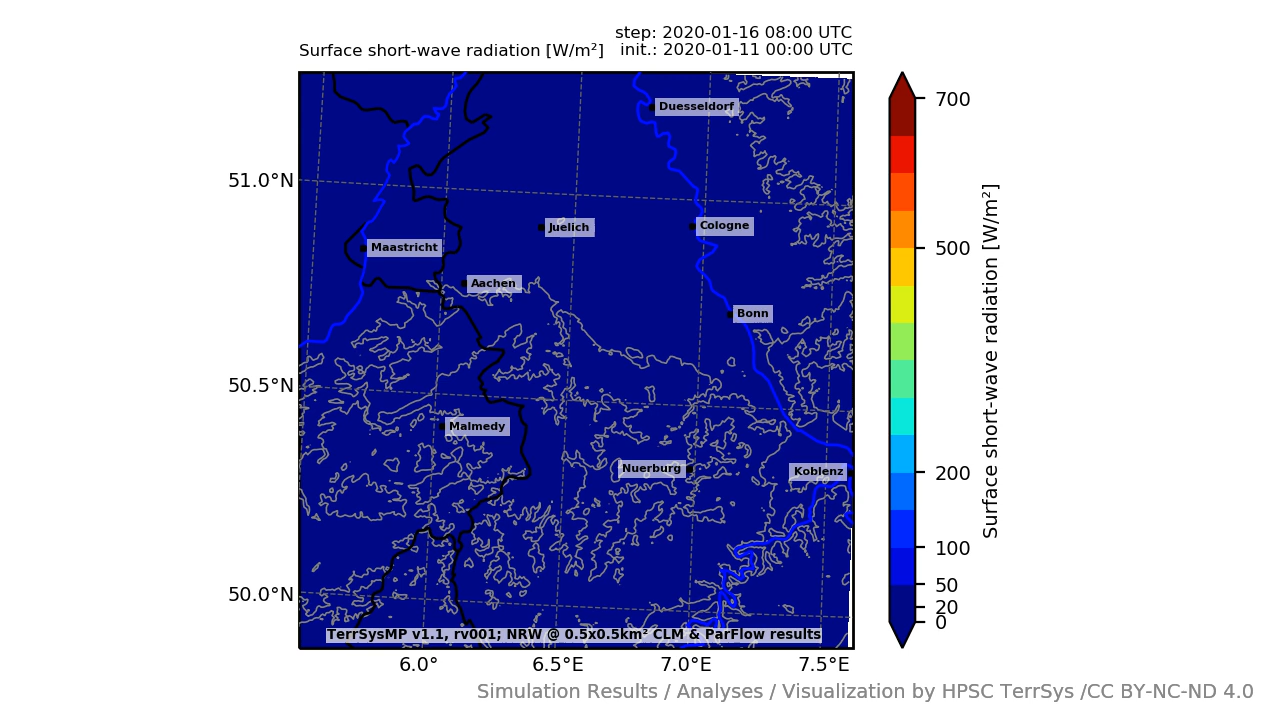 step: 2020-01-16 08:00 UTC
Surface short-wave radiation [W/m²] init.: 2020-01-11 00:00 UTC
Duesseldorf
51.0°N
Juelich
Cologne
Maastricht
Aachen
Bonn
50.5°N
Malmedy
Nuerburg
Koblenz
50.0°N
TerrSysMP v1.1, rv001; NRW @ 0.5x0.5km² CLM & ParFlow results
6.0° 6.5°E 7.0°E 7.5°E
700
500
200
100
50
20
0
Surface short-wave radiation [W/m²]
Simulation Results / Analyses / Visualization by HPSC TerrSys /CC BY-NC-ND 4.0